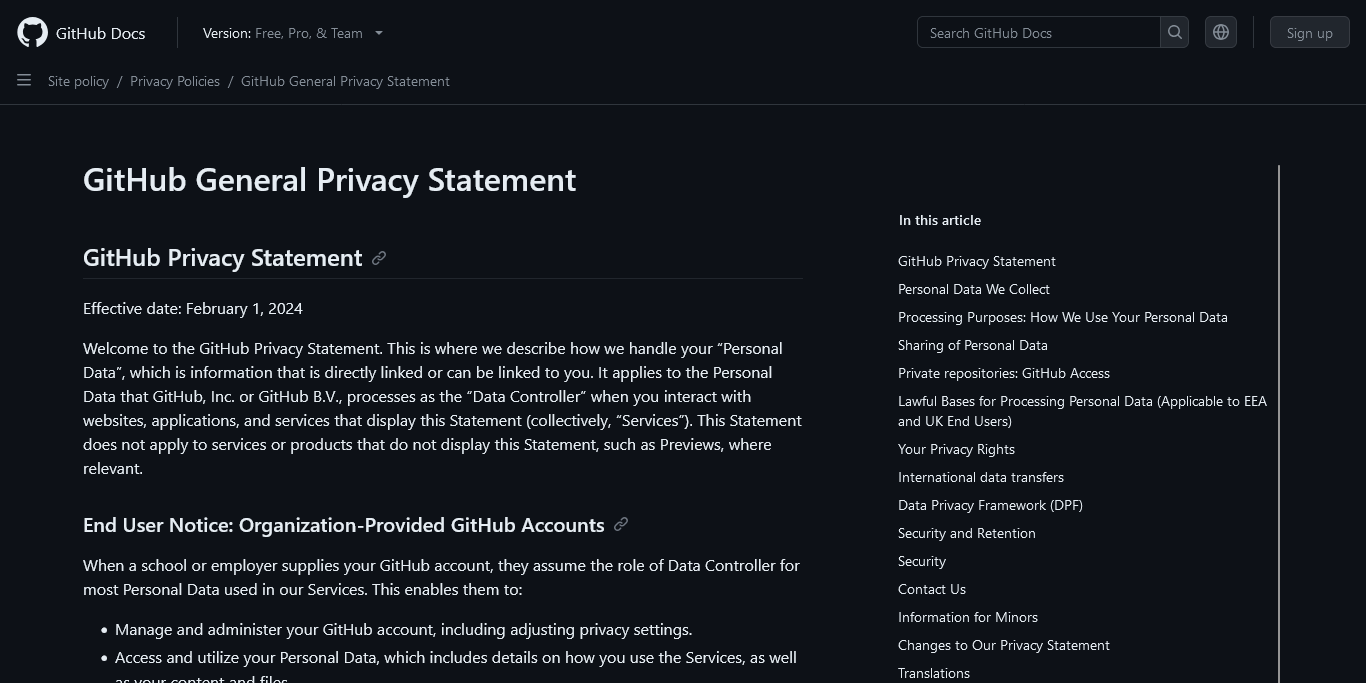 GitHub Docs
Version: Free, Pro, & Team
Search GitHub Docs
Sign up
Site policy / Privacy Policies / GitHub General Privacy Statement
GitHub General Privacy Statement
GitHub Privacy Statement
Effective date: February 1, 2024
Welcome to the GitHub Privacy Statement. This is where we describe how we handle your “Personal
Data”, which is information that is directly linked or can be linked to you. It applies to the Personal
Data that GitHub, Inc. or GitHub B.V., processes as the “Data Controller” when you interact with
websites, applications, and services that display this Statement (collectively, “Services”). This Statement
does not apply to services or products that do not display this Statement, such as Previews, where
relevant.
End User Notice: Organization-Provided GitHub Accounts
When a school or employer supplies your GitHub account, they assume the role of Data Controller for
most Personal Data used in our Services. This enables them to:
• Manage and administer your GitHub account, including adjusting privacy settings.
• Access and utilize your Personal Data, which includes details on how you use the Services, as well
as your content and files.
In this article
GitHub Privacy Statement
Personal Data We Collect
Processing Purposes: How We Use Your Personal Data
Sharing of Personal Data
Private repositories: GitHub Access
Lawful Bases for Processing Personal Data (Applicable to EEA
and UK End Users)
Your Privacy Rights
International data transfers
Data Privacy Framework (DPF)
Security and Retention
Security
Contact Us
Information for Minors
Changes to Our Privacy Statement
Translations